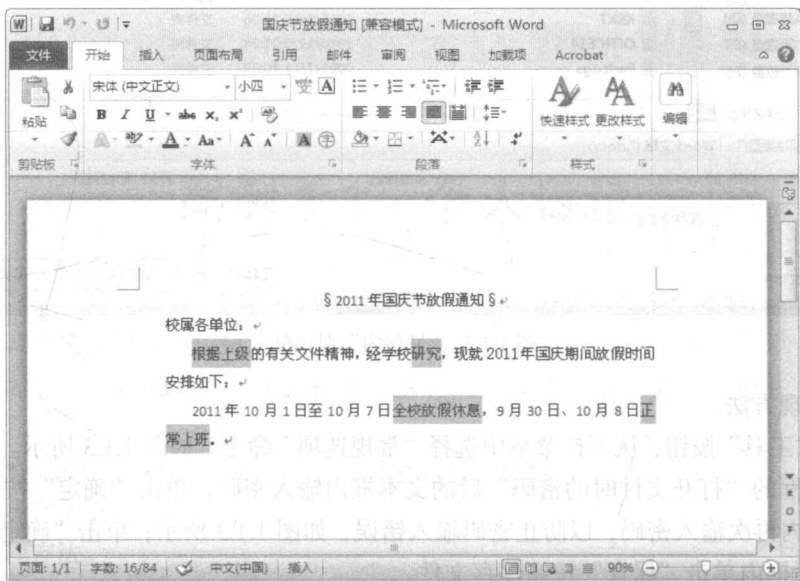 国庆节放假通知 [兼容模式] - Microsoft Word
文件 开始 插入 页面布局 引用 邮件 审阅 视图 加载项 Acrobat
宋体 (中文正文) 小四
粘贴
B I U abc x₂ x²
快速样式 更改样式 编辑
剪贴板 字体 段落 样式
§ 2011 年国庆节放假通知 §
校属各单位：
根据上级的有关文件精神，经学校研究，现就 2011年国庆期间放假时间
安排如下：
2011 年 10 月 1 日至 10 月 7 日全校放假休息，9 月 30 日、10 月 8 日正
常上班。
页面: 1/1 字数: 16/84 中文(中国) 插入 90%